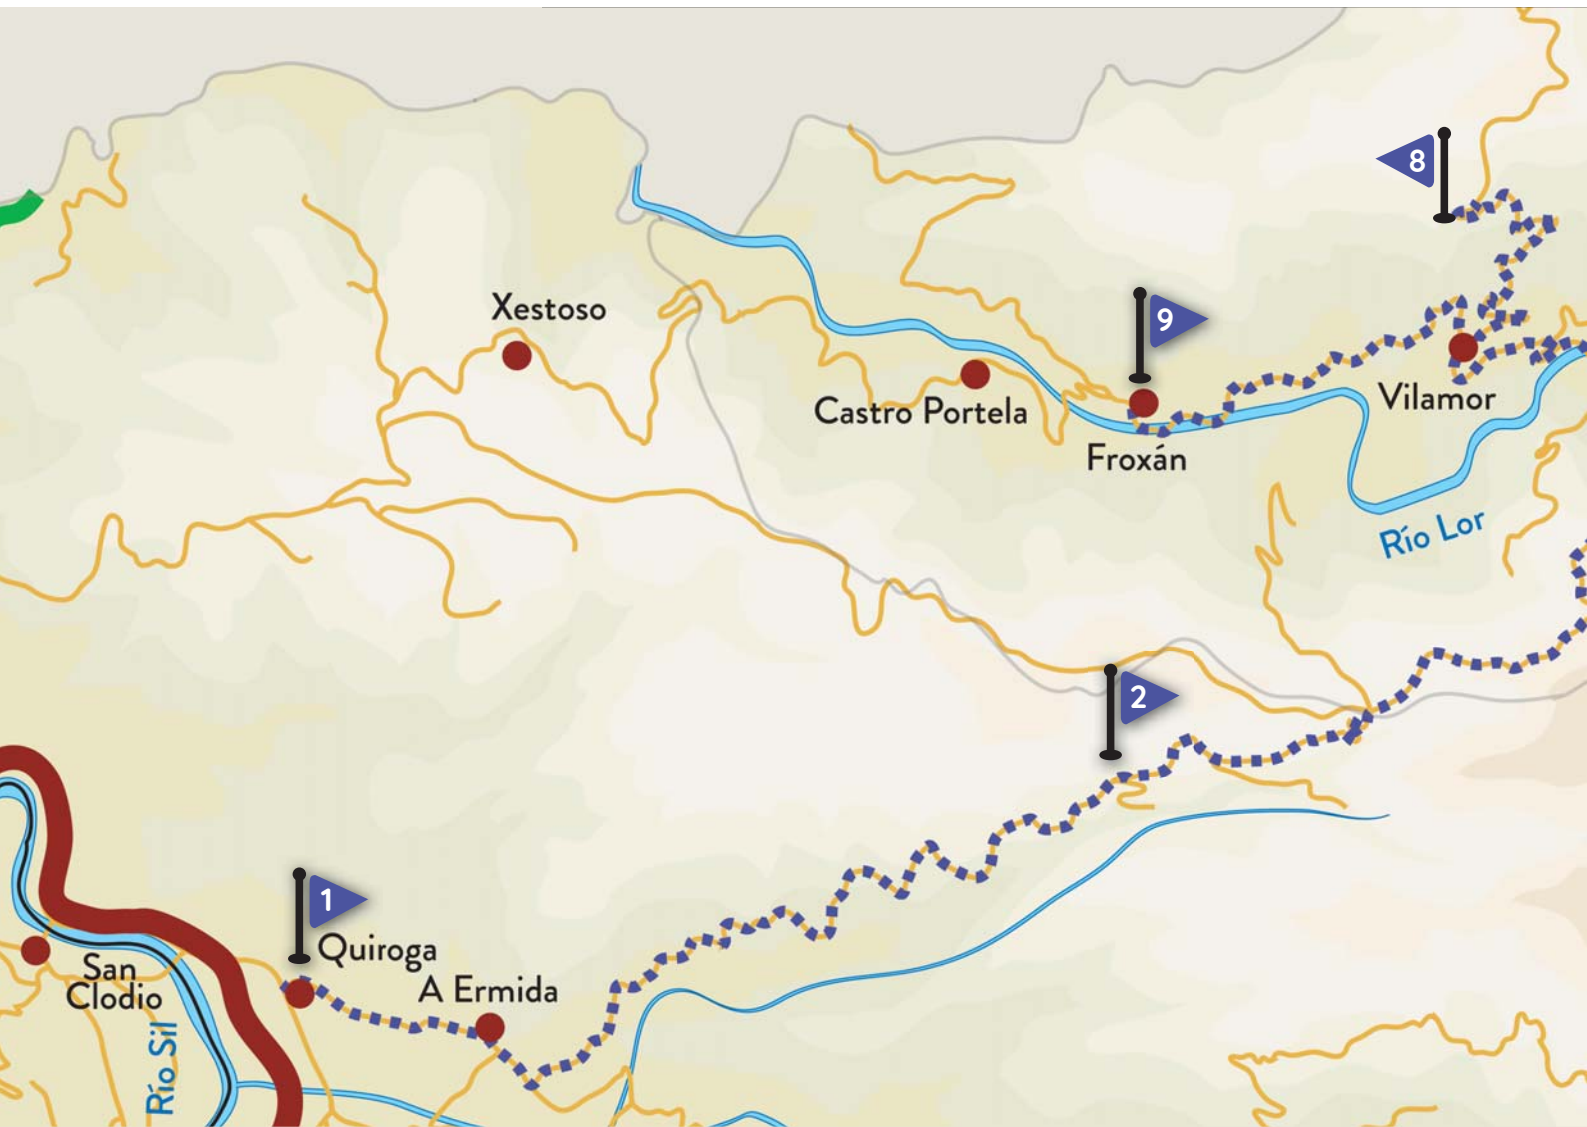 8
Xestoso
9
Castro Portela
Vilamor
Froxán
Río Lor
2
1
Quiroga
A Ermida
San
Clodio
Río Sil